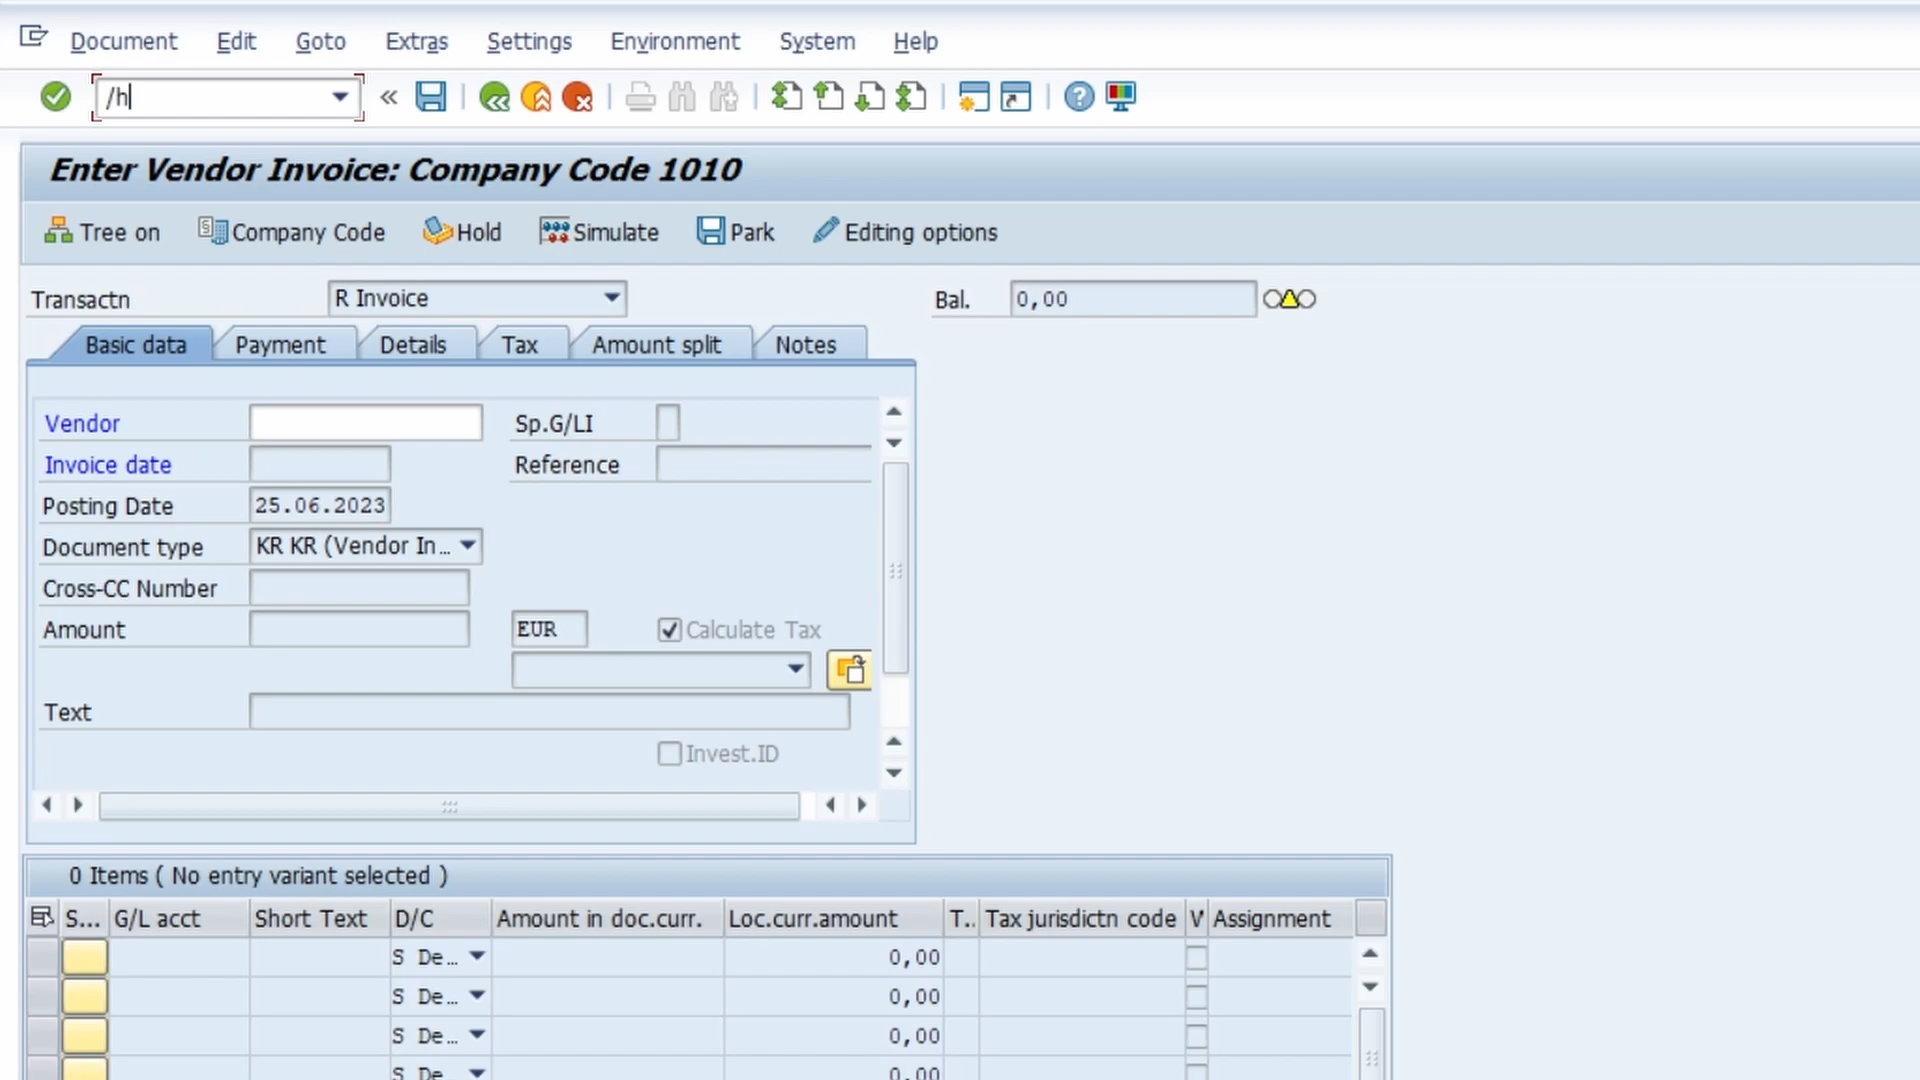 Document Edit Goto Extras Settings Environment System Help
/h
Enter Vendor Invoice: Company Code 1010
Tree on Company Code Hold Simulate Park Editing options
Transactn R Invoice Bal. 0,00
Basic data Payment Details Tax Amount split Notes
Vendor Sp.G/LI
Invoice date Reference
Posting Date 25.06.2023
Document type KR KR (Vendor In…
Cross-CC Number
Amount EUR Calculate Tax
Text
Invest.ID
0 Items ( No entry variant selected )
S... G/L acct Short Text D/C Amount in doc.curr. Loc.curr.amount T.. Tax jurisdictn code V Assignment
S De… 0,00
S De… 0,00
S De… 0,00
S De… 0,00